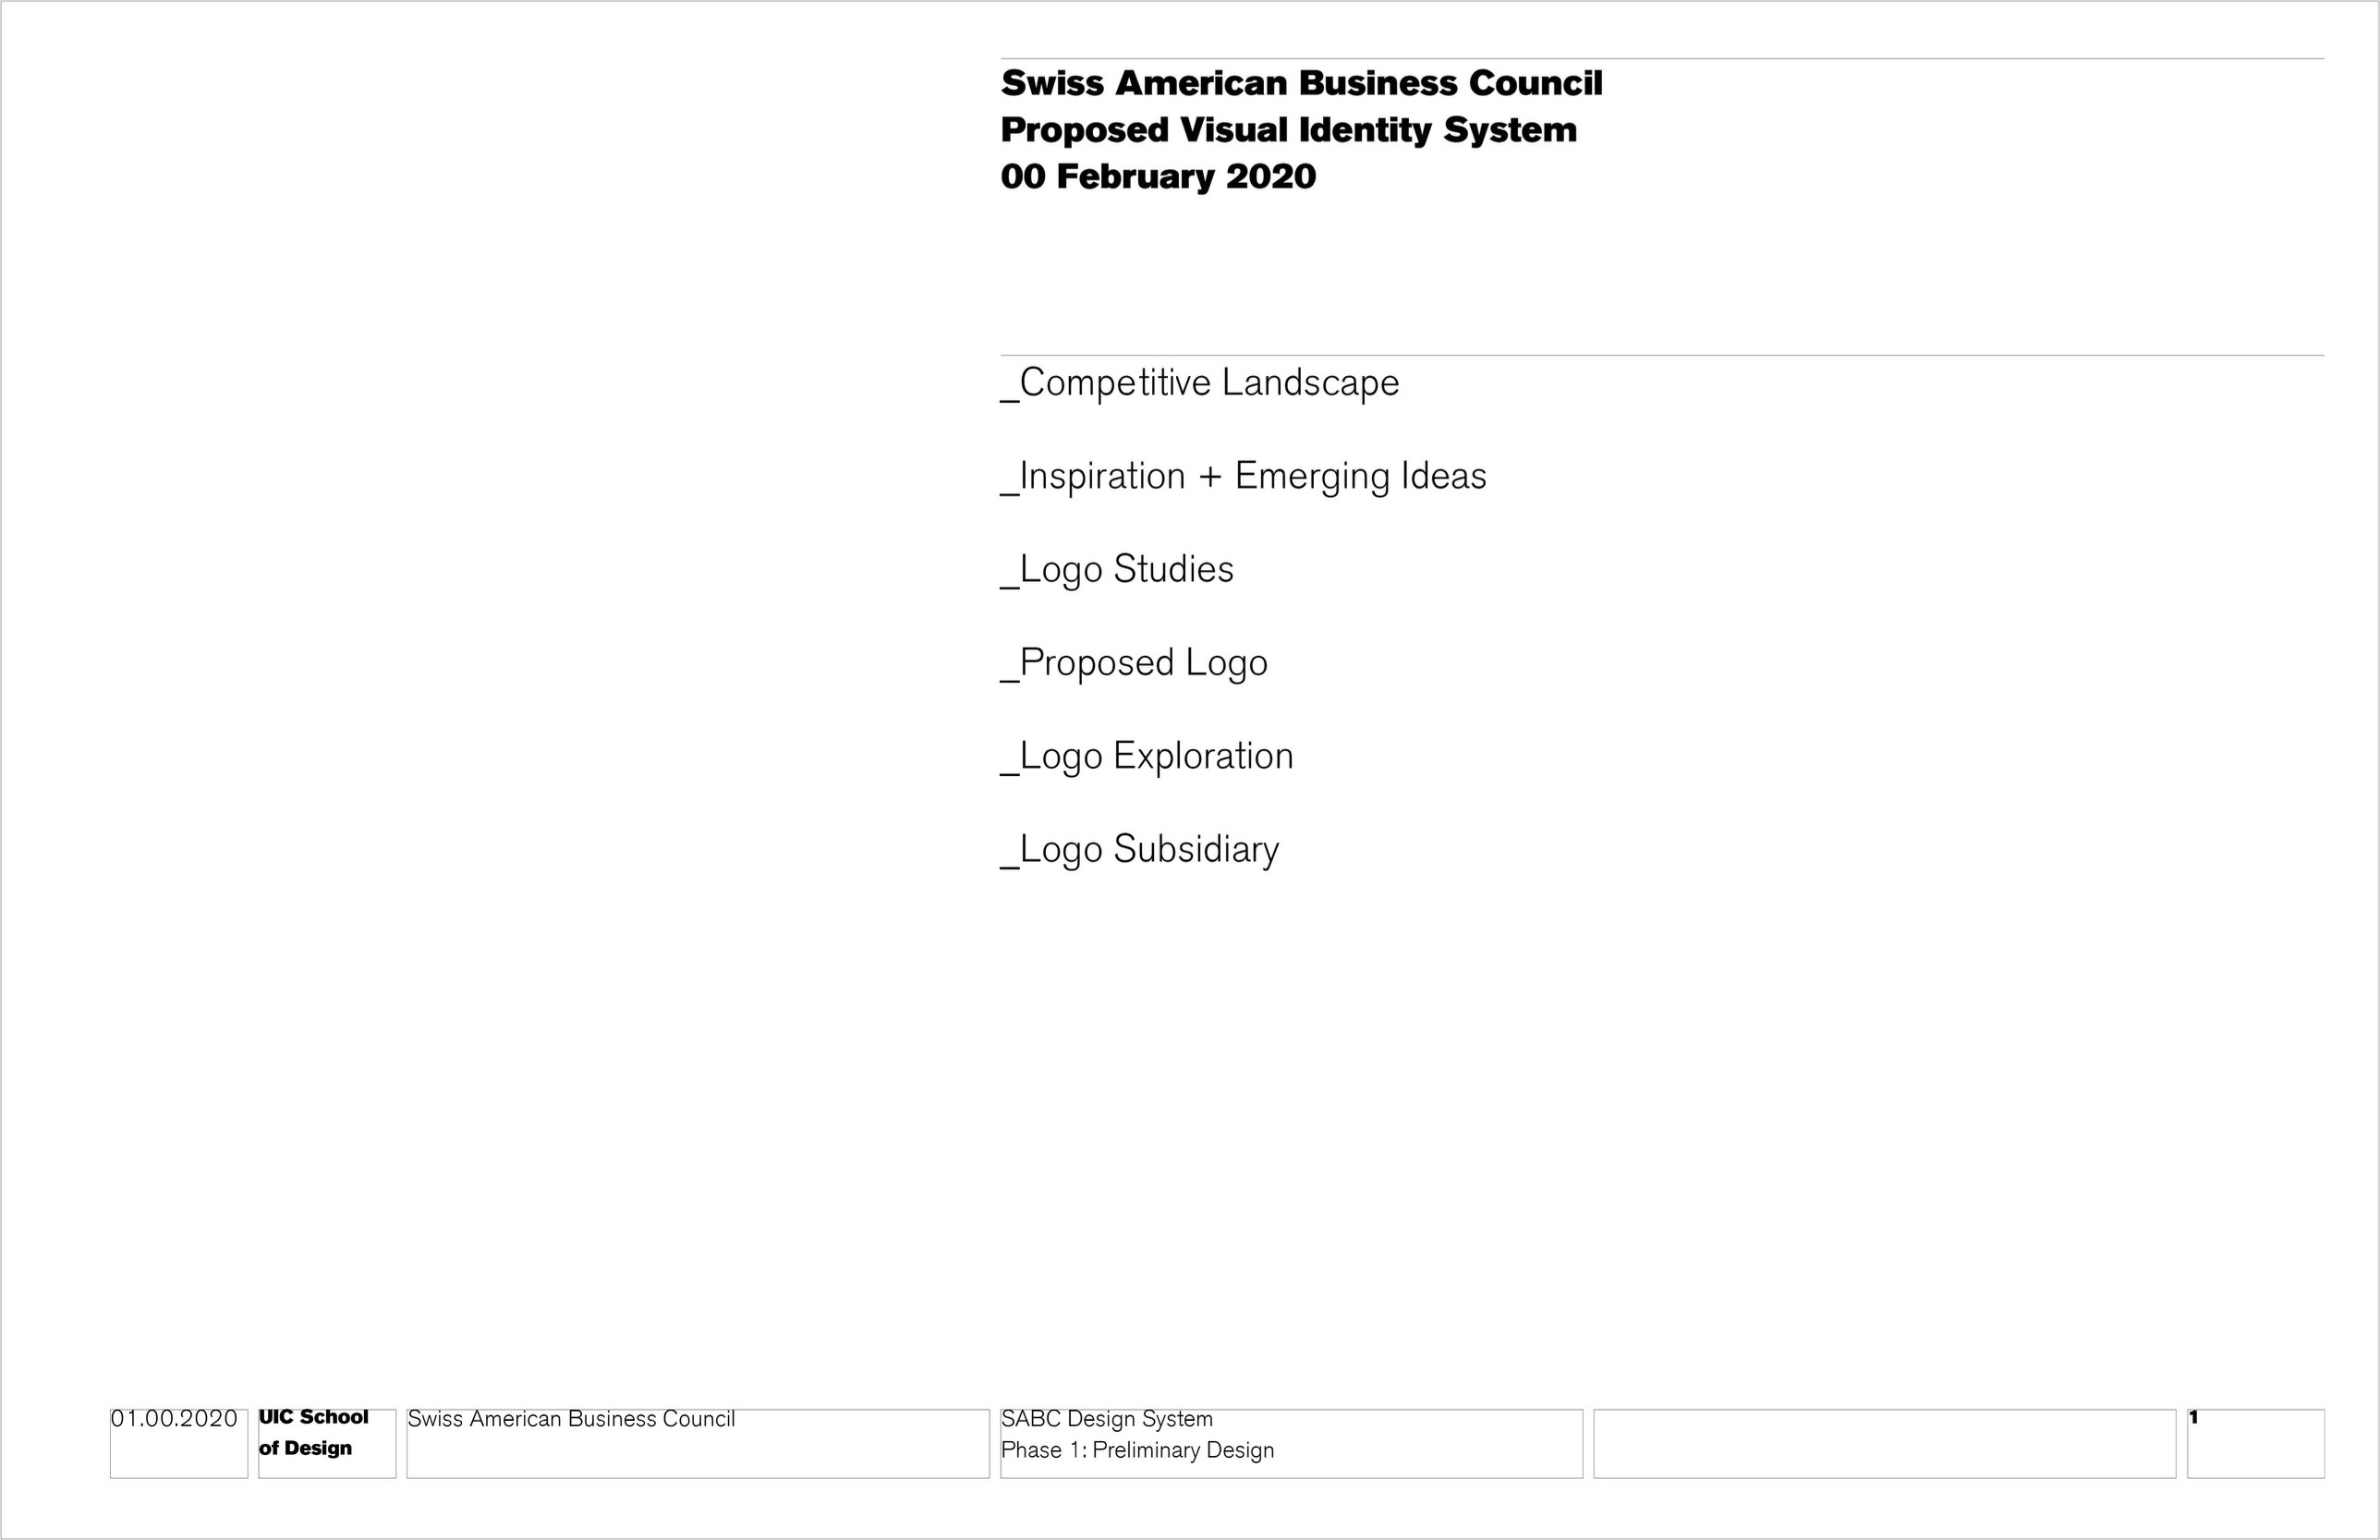 Swiss American Business Council
Proposed Visual Identity System
00 February 2020
_Competitive Landscape
_Inspiration + Emerging Ideas
_Logo Studies
_Proposed Logo
_Logo Exploration
_Logo Subsidiary
01.00.2020
UIC School
of Design
Swiss American Business Council
SABC Design System
Phase 1: Preliminary Design
1